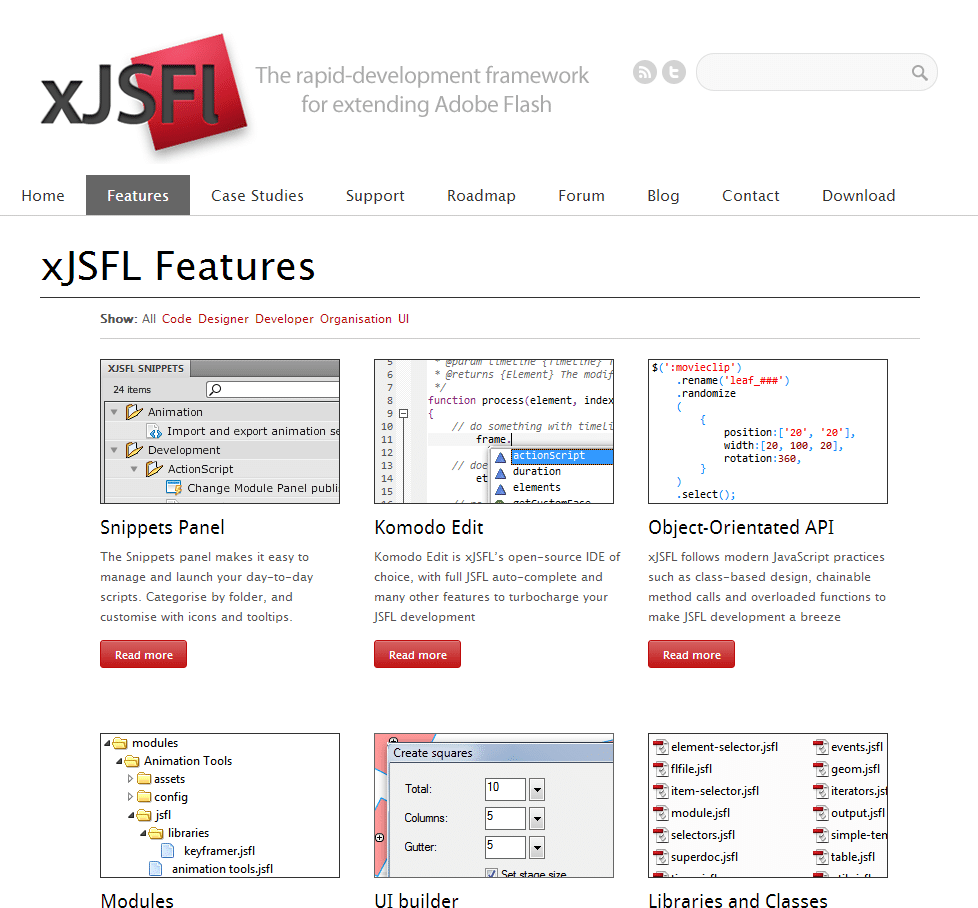 xJSFl
The rapid-development framework
for extending Adobe Flash
Home Features Case Studies Support Roadmap Forum Blog Contact Download
xJSFL Features
Show: All Code Designer Developer Organisation UI
XJSFL SNIPPETS
24 items
Animation
Import and export animation se
Development
ActionScript
Change Module Panel publi
5 * @param timeline {Timeline}
6 * @returns {ELement} The modif
7 */
8 function process(element, index
9 {
10 // do something with timeli
11 frame.
actionScript
12
duration
13 // doe
elements
14 et
15
getCustomEase
16
$(':movieclip')
.rename('leaf_###')
.randomize
(
{
position:['20', '20'],
width:[20, 100, 20],
rotation:360,
}
)
.select();
Snippets Panel
The Snippets panel makes it easy to
manage and launch your day-to-day
scripts. Categorise by folder, and
customise with icons and tooltips.
Read more
Komodo Edit
Komodo Edit is xJSFL's open-source IDE of
choice, with full JSFL auto-complete and
many other features to turbocharge your
JSFL development
Read more
Object-Orientated API
xJSFL follows modern JavaScript practices
such as class-based design, chainable
method calls and overloaded functions to
make JSFL development a breeze
Read more
modules
Animation Tools
assets
config
jsfl
libraries
keyframer.jsfl
animation tools.jsfl
Modules
Create squares
Total: 10
Columns: 5
Gutter: 5
Set stage size
UI builder
element-selector.jsfl events.jsfl
flfile.jsfl geom.jsfl
item-selector.jsfl iterators.jsf
module.jsfl output.jsfl
selectors.jsfl simple-tem
superdoc.jsfl table.jsfl
Libraries and Classes